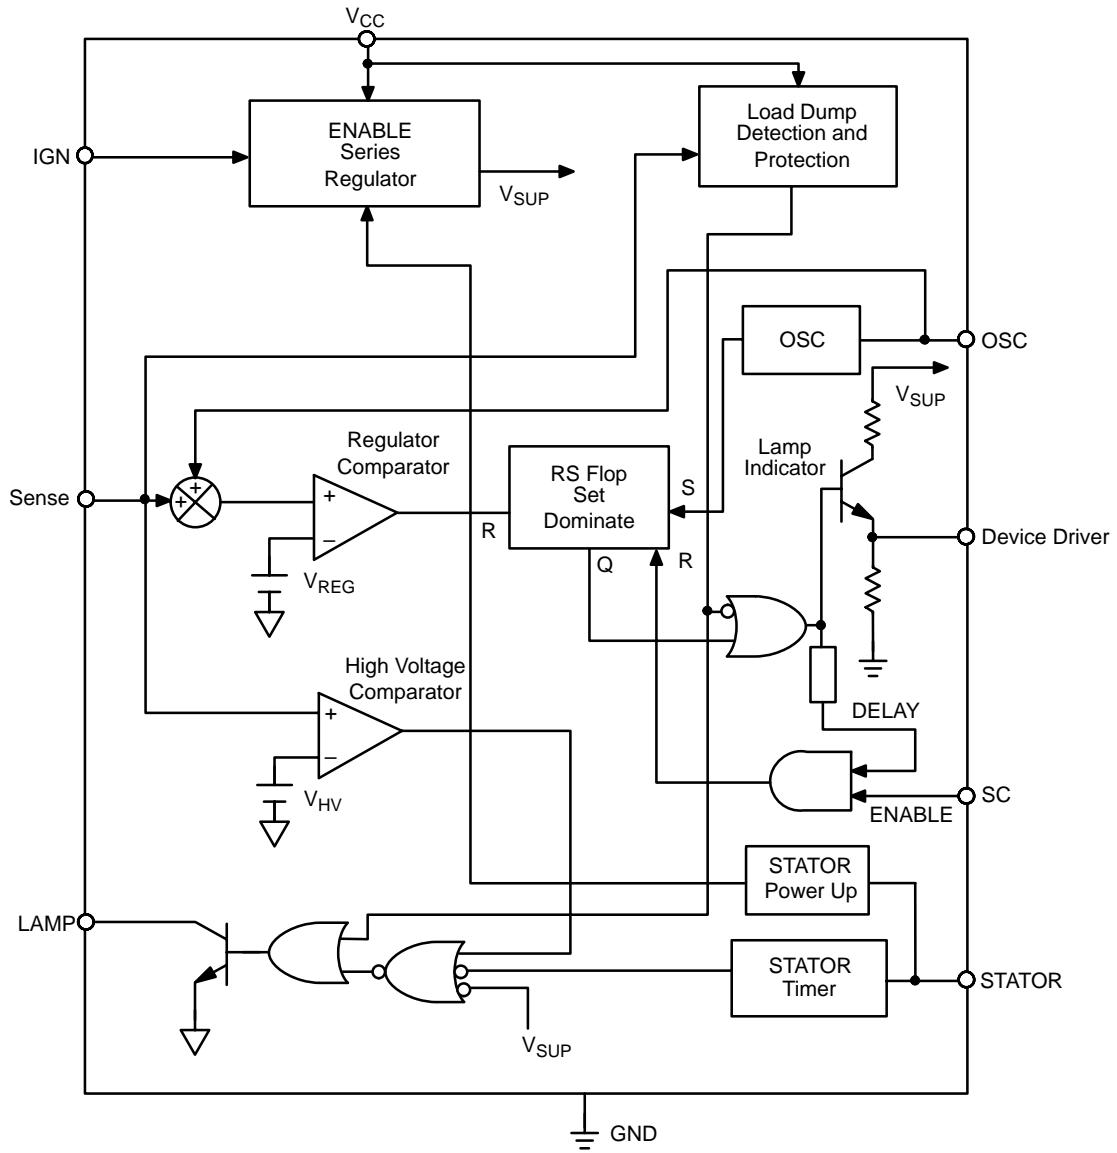 VCC
IGN
ENABLE
Series
Regulator
VSUP
Load Dump
Detection and
Protection
OSC
OSC
VSUP
Lamp
Indicator
Regulator
Comparator
Sense
+
+
+
−
VREG
R
RS Flop
Set
Dominate
S
Q
R
Device Driver
High Voltage
Comparator
+
−
VHV
DELAY
SC
ENABLE
STATOR
Power Up
LAMP
STATOR
Timer
STATOR
VSUP
GND